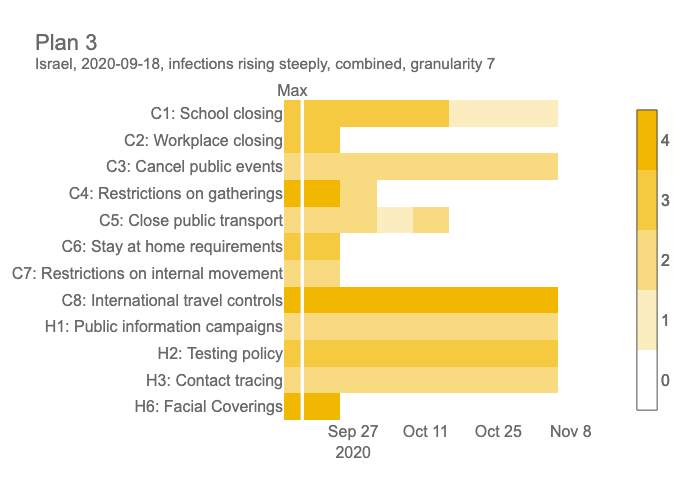 Plan 3
Israel, 2020-09-18, infections rising steeply, combined, granularity 7
Max
C1: School closing
C2: Workplace closing
C3: Cancel public events
C4: Restrictions on gatherings
C5: Close public transport
C6: Stay at home requirements
C7: Restrictions on internal movement
C8: International travel controls
H1: Public information campaigns
H2: Testing policy
H3: Contact tracing
H6: Facial Coverings
Sep 27 Oct 11 Oct 25 Nov 8
2020
4
3
2
1
0